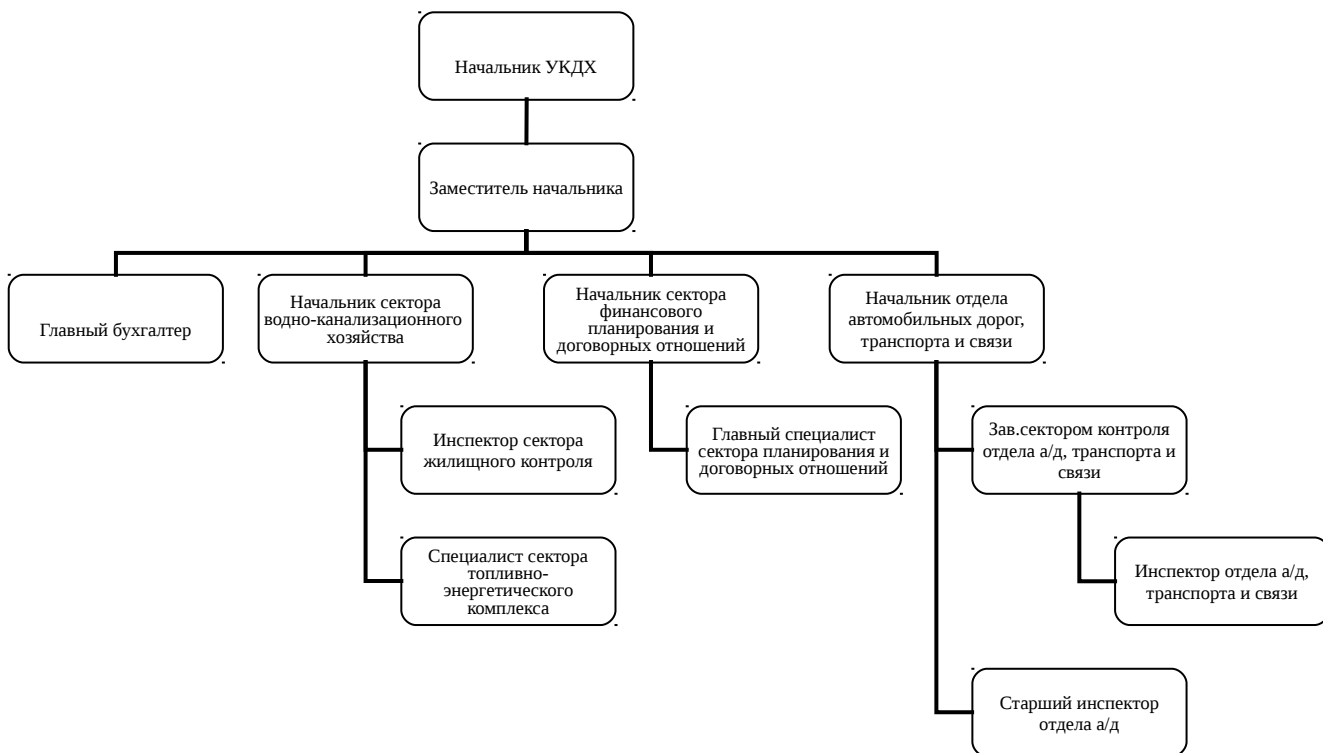 Начальник УКДХ
Заместитель начальника
Главный бухгалтер
Начальник сектора
водно-канализационного
хозяйства
Начальник сектора
финансового
планирования и
договорных отношений
Начальник отдела
автомобильных дорог,
транспорта и связи
Инспектор сектора
жилищного контроля
Главный специалист
сектора планирования и
договорных отношений
Зав.сектором контроля
отдела а/д, транспорта и
связи
Специалист сектора
топливно-
энергетического
комплекса
Инспектор отдела а/д,
транспорта и связи
Старший инспектор
отдела а/д